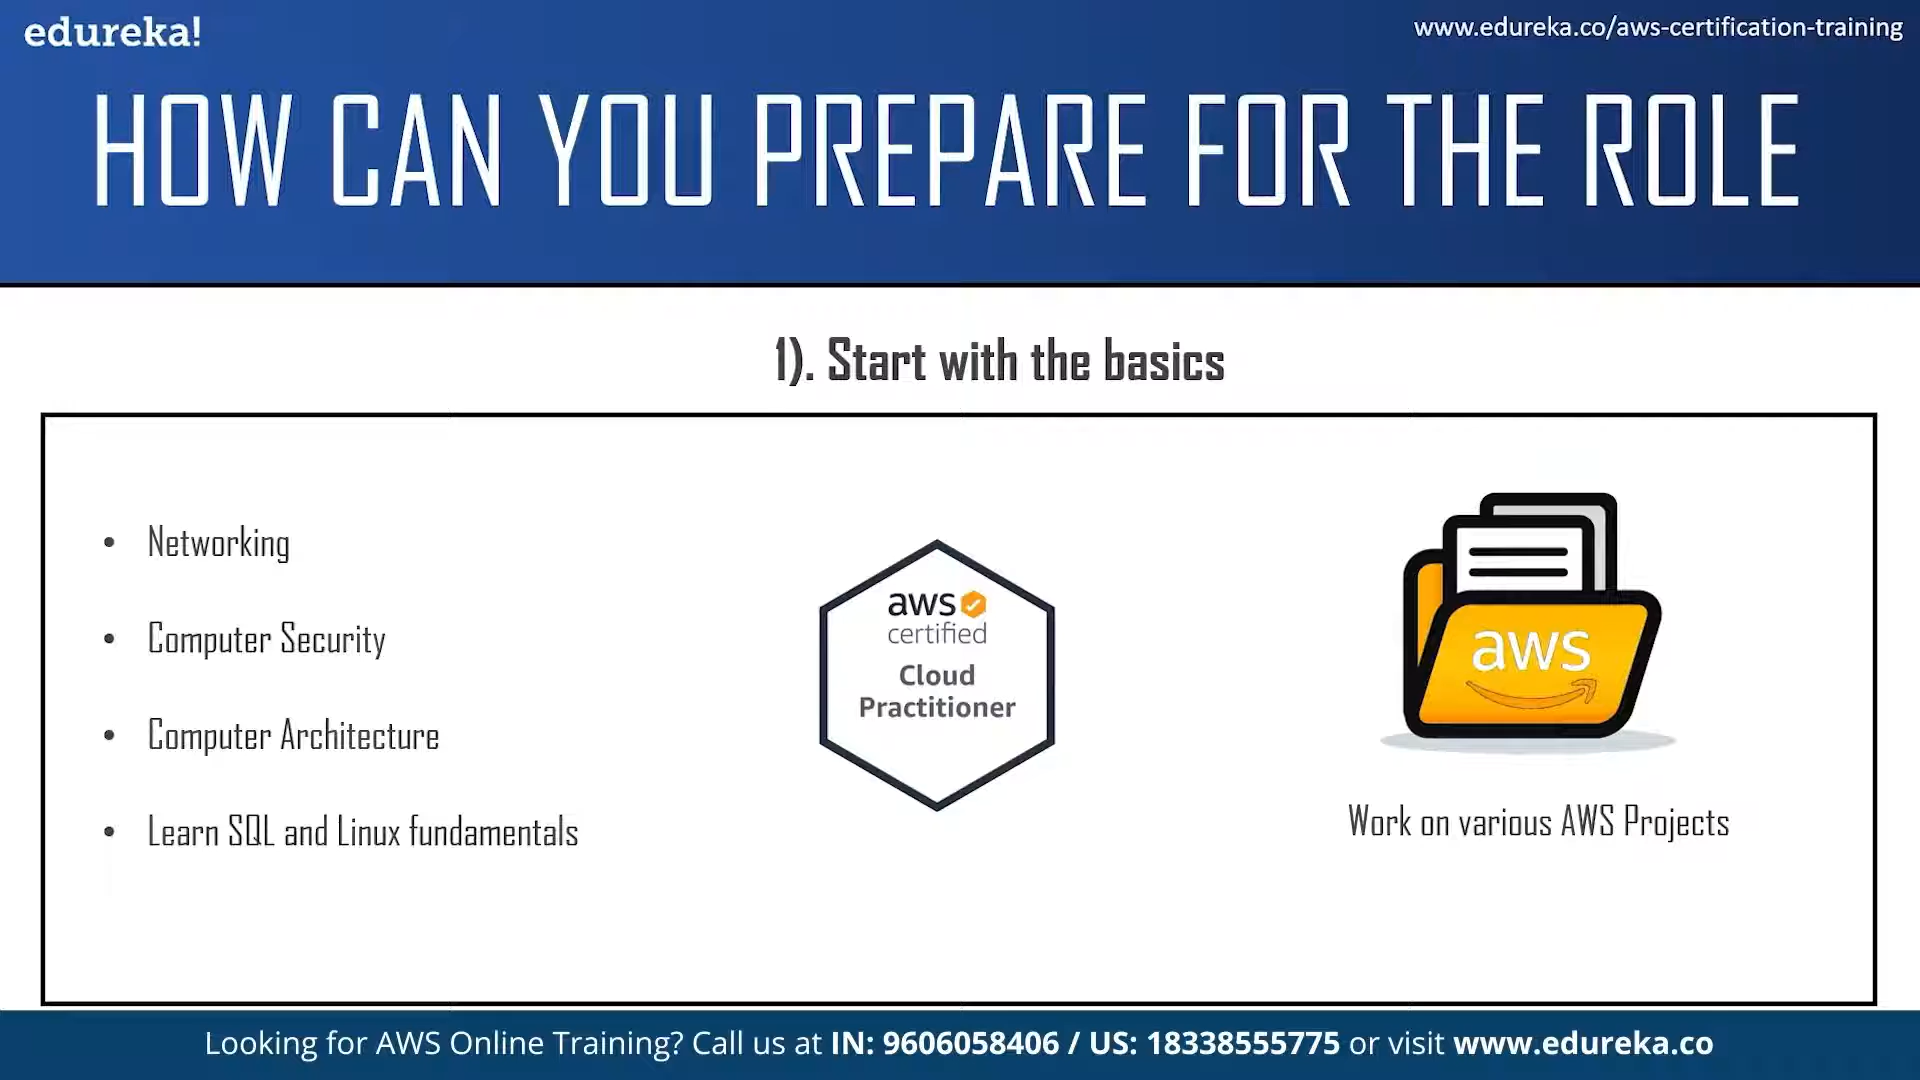 edureka!
www.edureka.co/aws-certification-training
HOW CAN YOU PREPARE FOR THE ROLE
1). Start with the basics
• Networking
• Computer Security
• Computer Architecture
• Learn SQL and Linux fundamentals
aws
certified
Cloud
Practitioner
aws
Work on various AWS Projects
Looking for AWS Online Training? Call us at IN: 9606058406 / US: 18338555775 or visit www.edureka.co